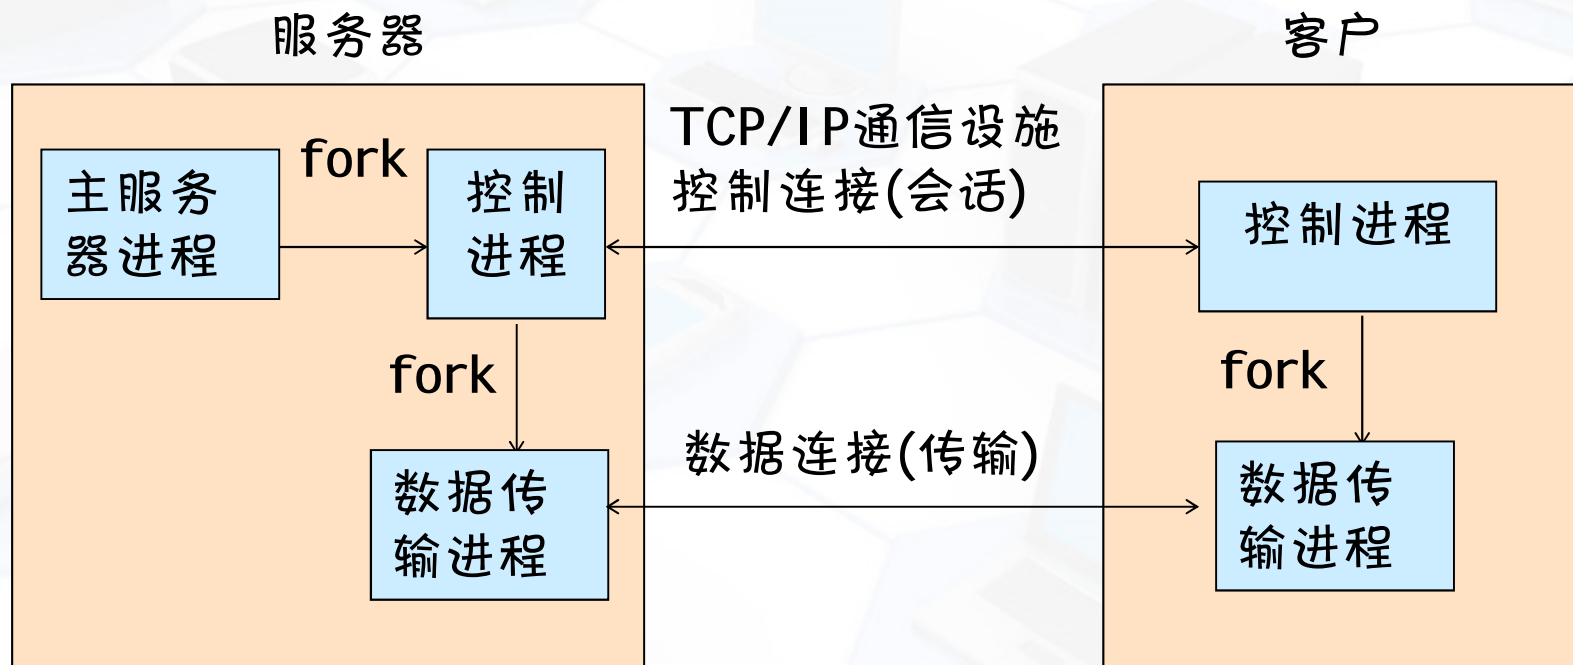 服务器
客户
主服务
器进程
fork
控制
进程
TCP/IP通信设施
控制连接(会话)
控制进程
fork
fork
数据连接(传输)
数据传
输进程
数据传
输进程